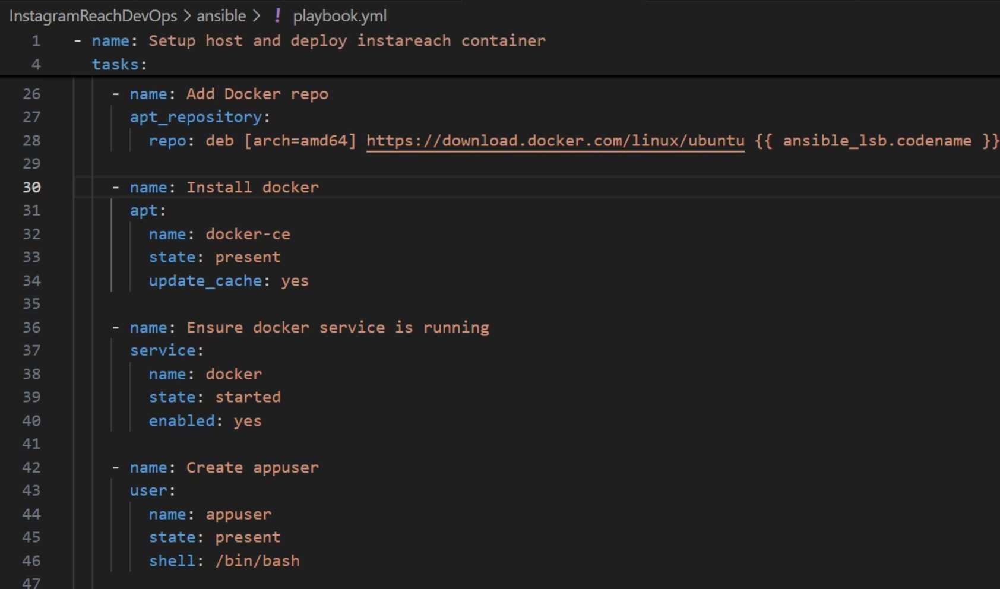 InstagramReachDevOps > ansible > ! playbook.yml
1 - name: Setup host and deploy instareach container
4 tasks:
26 - name: Add Docker repo
27 apt_repository:
28 repo: deb [arch=amd64] https://download.docker.com/linux/ubuntu {{ ansible_lsb.codename }}
29
30 - name: Install docker
31 apt:
32 name: docker-ce
33 state: present
34 update_cache: yes
35
36 - name: Ensure docker service is running
37 service:
38 name: docker
39 state: started
40 enabled: yes
41
42 - name: Create appuser
43 user:
44 name: appuser
45 state: present
46 shell: /bin/bash
47